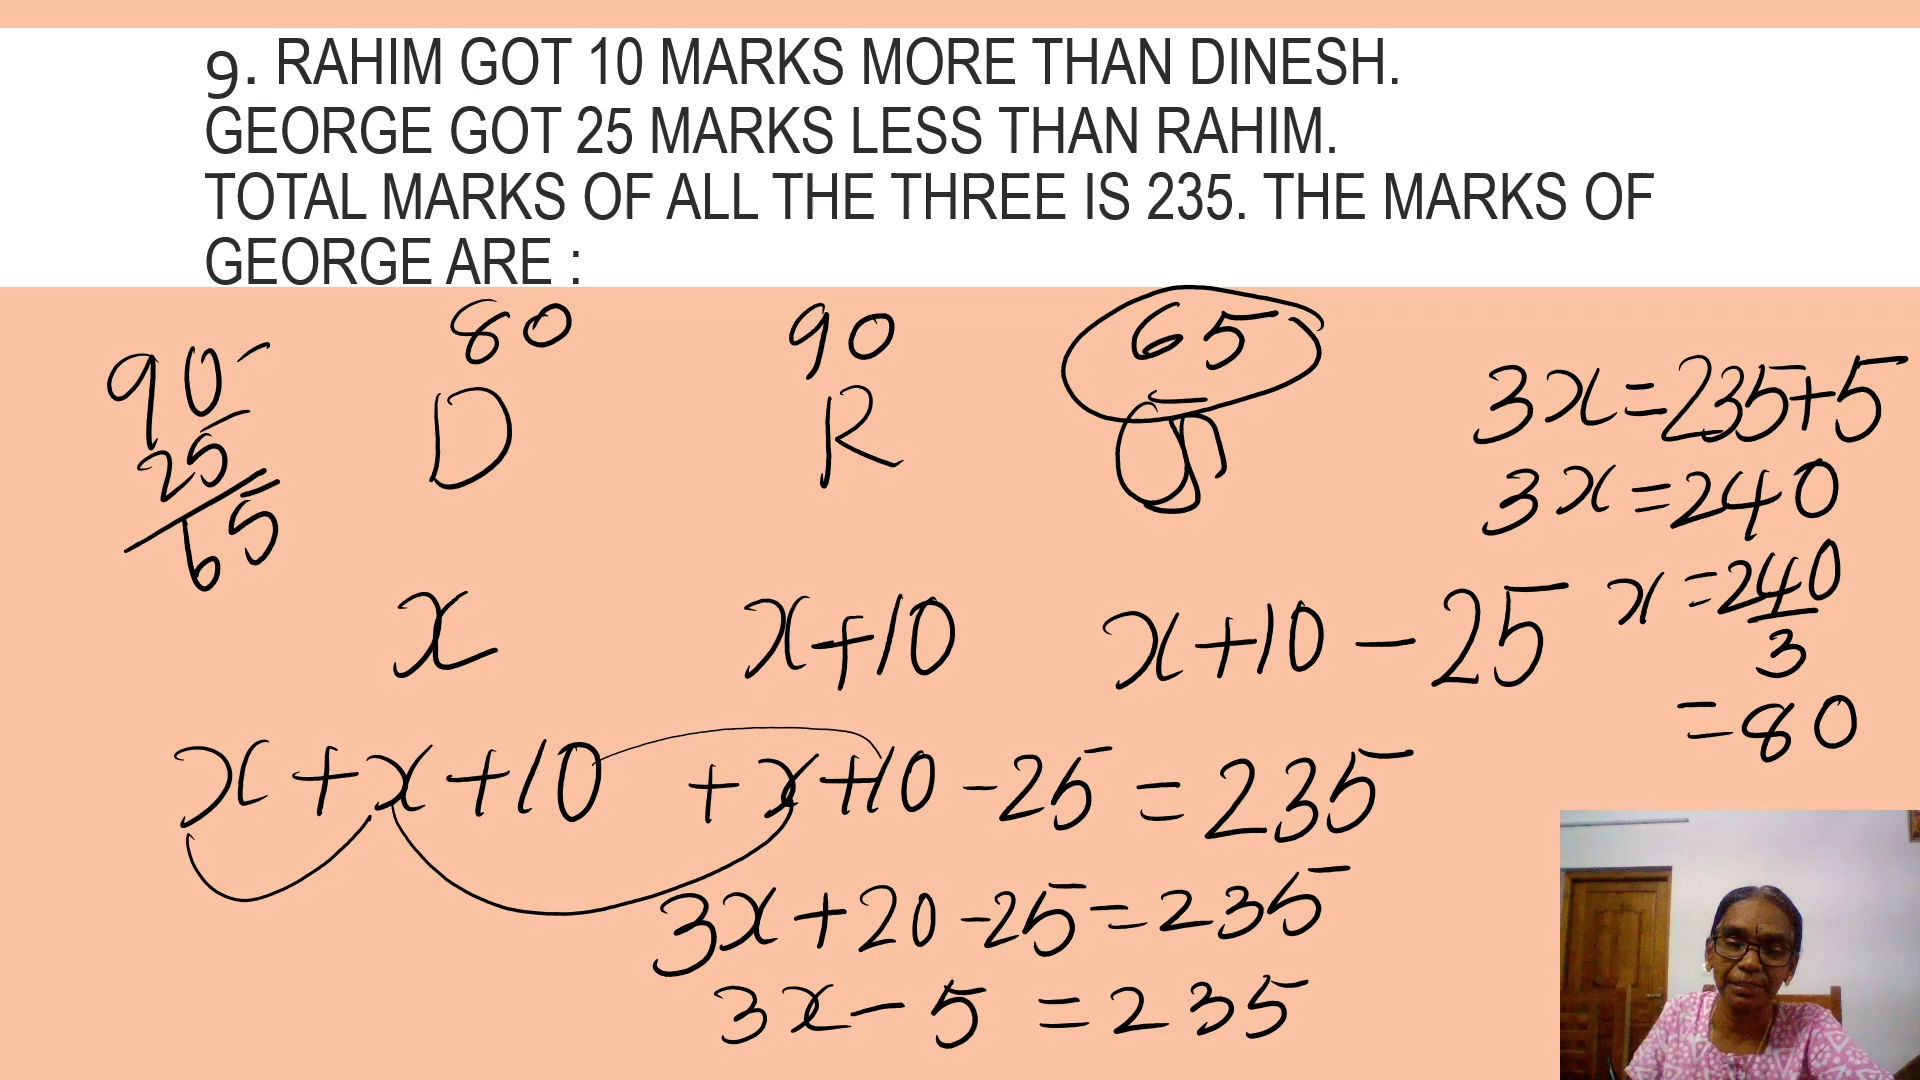 9. RAHIM GOT 10 MARKS MORE THAN DINESH.
GEORGE GOT 25 MARKS LESS THAN RAHIM.
TOTAL MARKS OF ALL THE THREE IS 235. THE MARKS OF
GEORGE ARE :
80 90 65
90-
25
65
D R G
x x+10 x+10-25
x+x+10 +x+10-25=235
3x+20-25=235
3x-5=235
3x=235+5
3x=240
x=240
3
=80